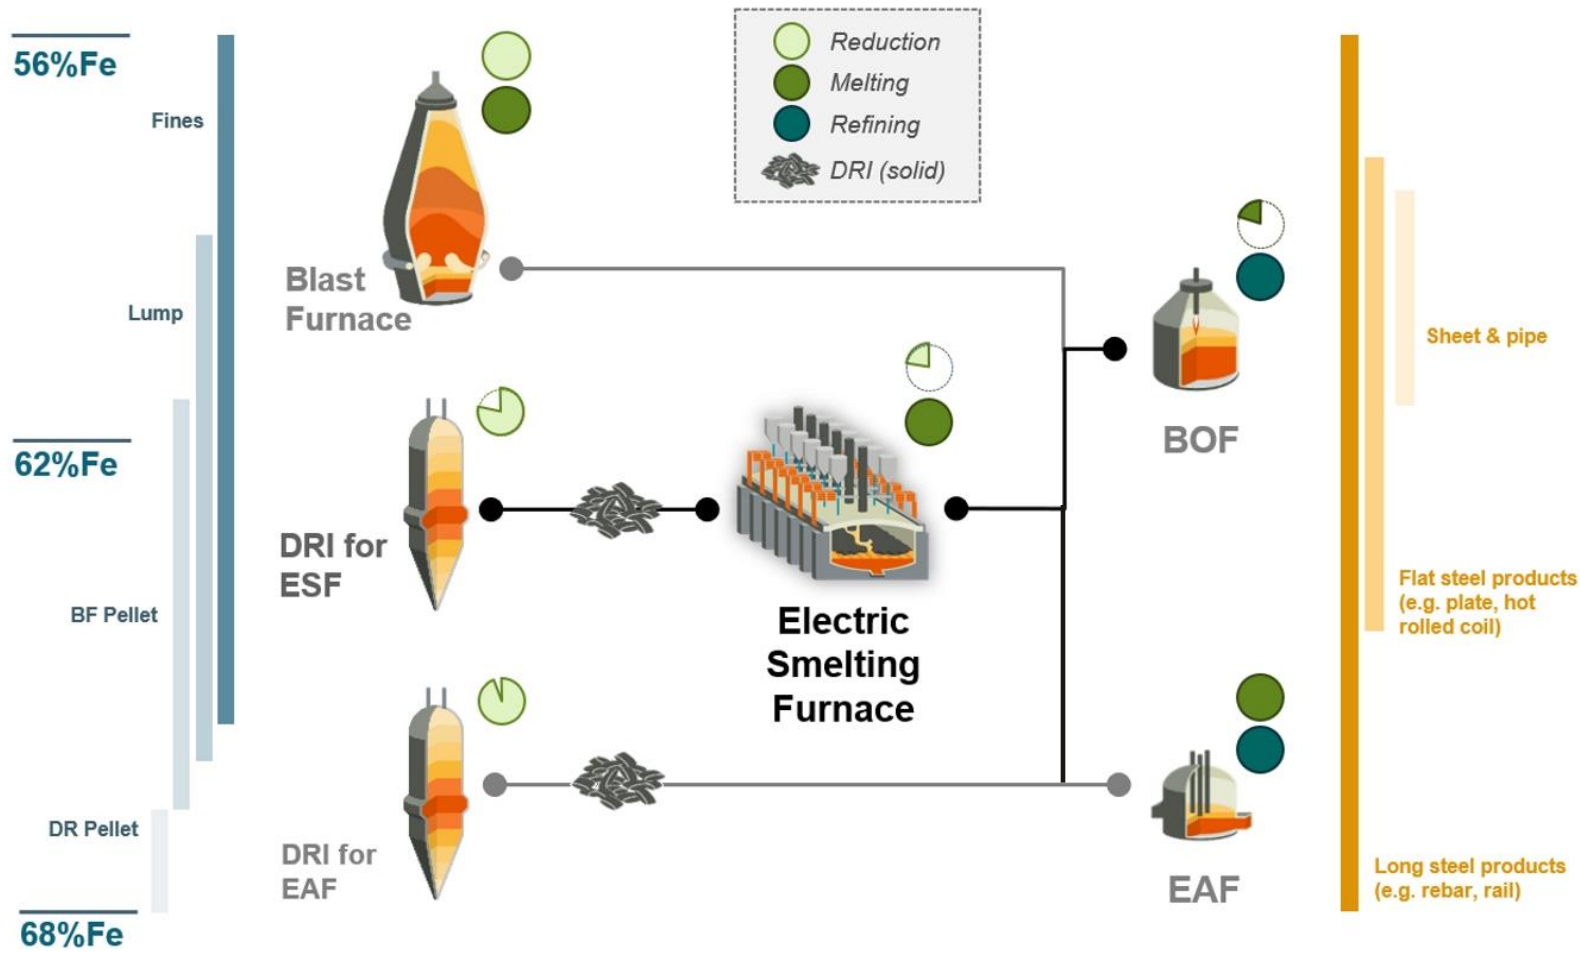 56%Fe
Fines
Lump
62%Fe
BF Pellet
DR Pellet
68%Fe
Reduction
Melting
Refining
DRI (solid)
Blast
Furnace
DRI for
ESF
DRI for
EAF
Electric
Smelting
Furnace
BOF
EAF
Sheet & pipe
Flat steel products
(e.g. plate, hot
rolled coil)
Long steel products
(e.g. rebar, rail)